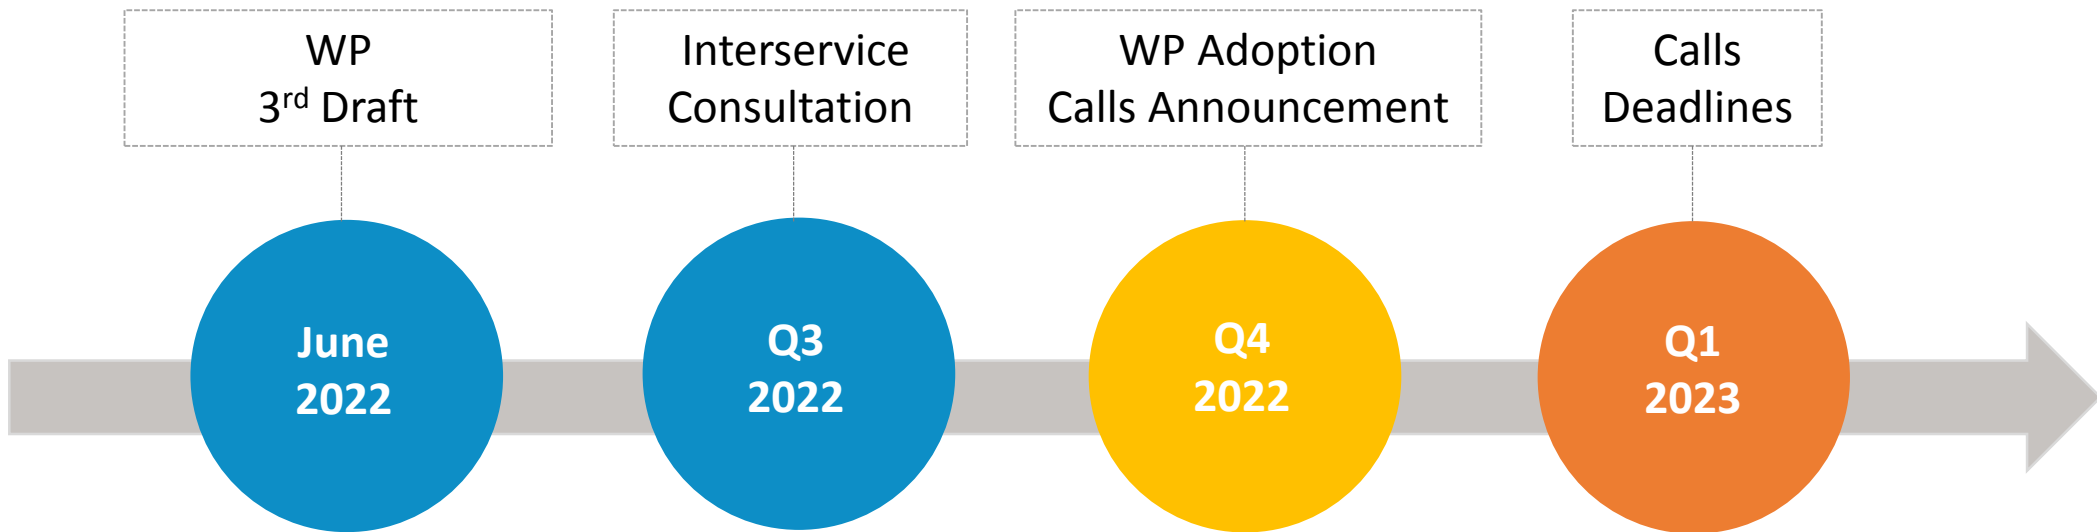 WP
3rd Draft
Interservice
Consultation
WP Adoption
Calls Announcement
Calls
Deadlines
June
2022
Q3
2022
Q4
2022
Q1
2023